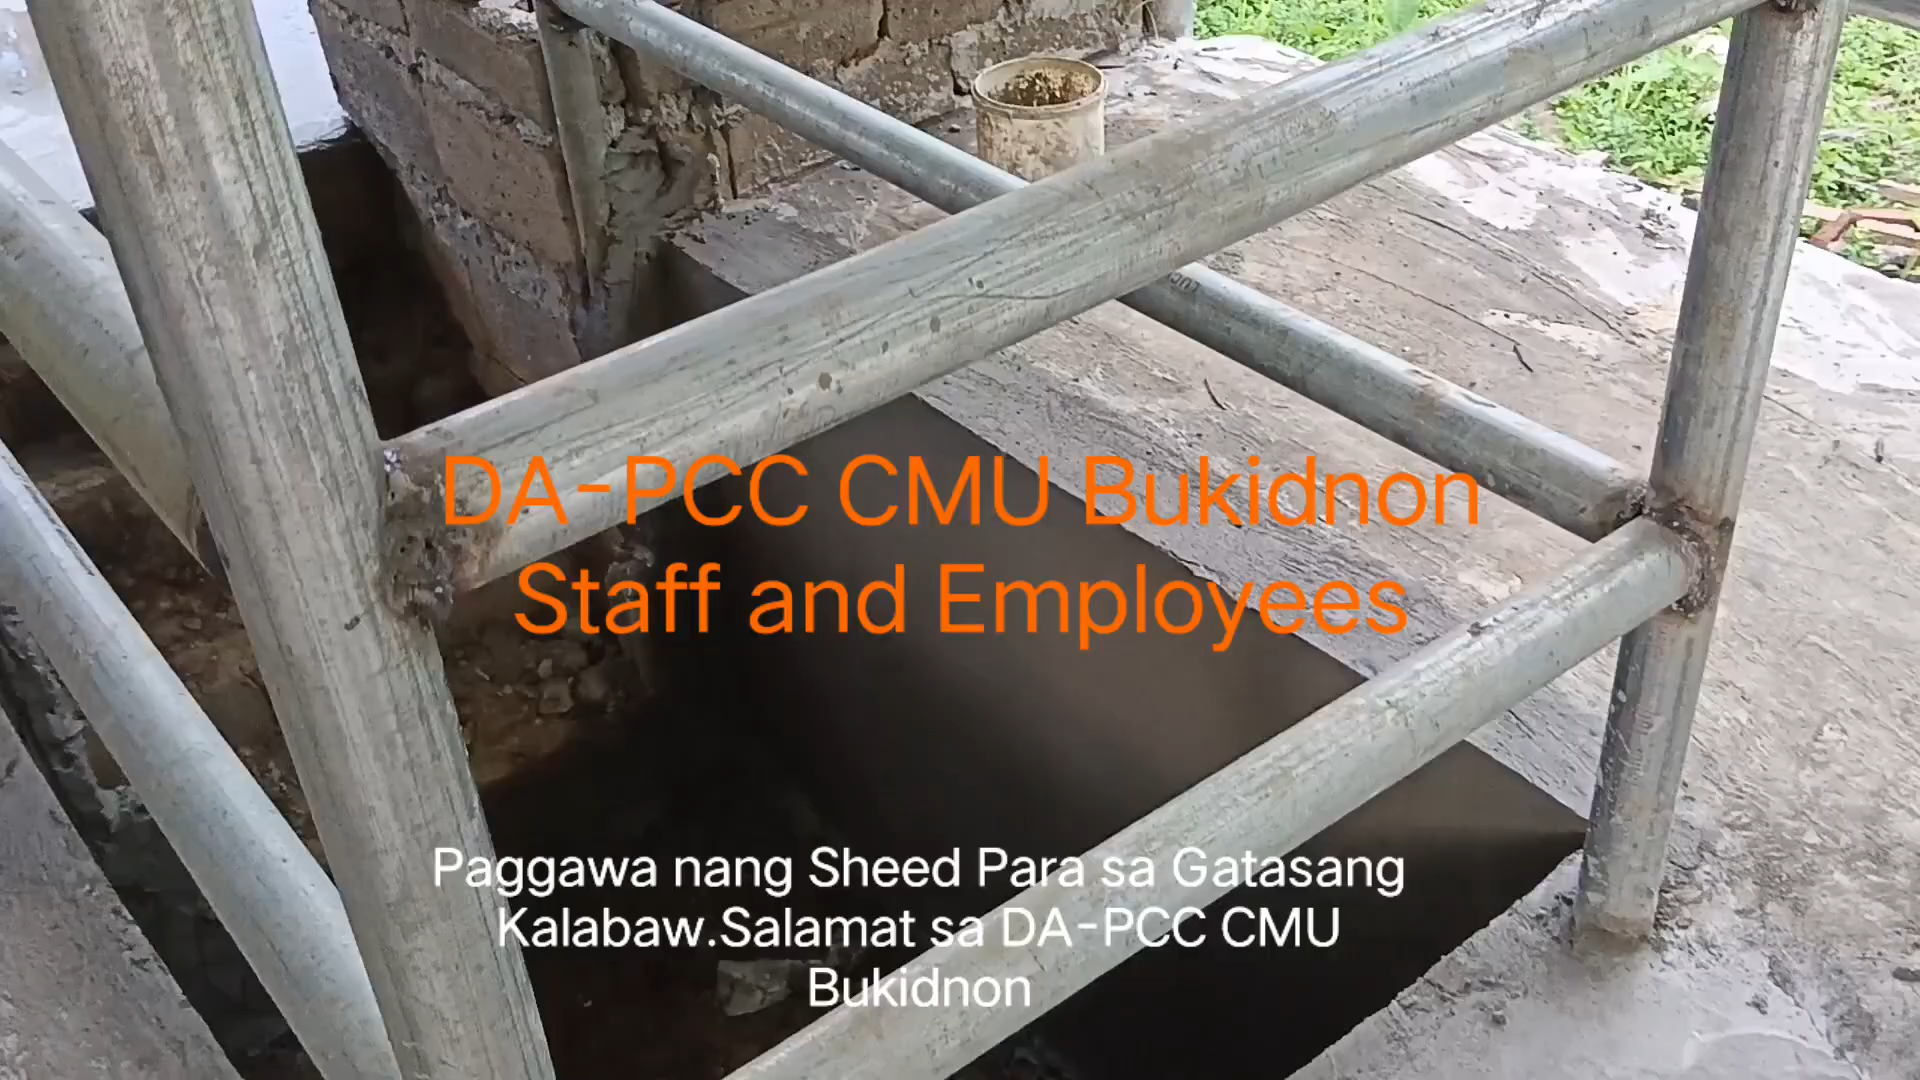 DA-PCC CMU Bukidnon
Staff and Employees
Paggawa nang Sheed Para sa Gatasang
Kalabaw.Salamat sa DA-PCC CMU
Bukidnon